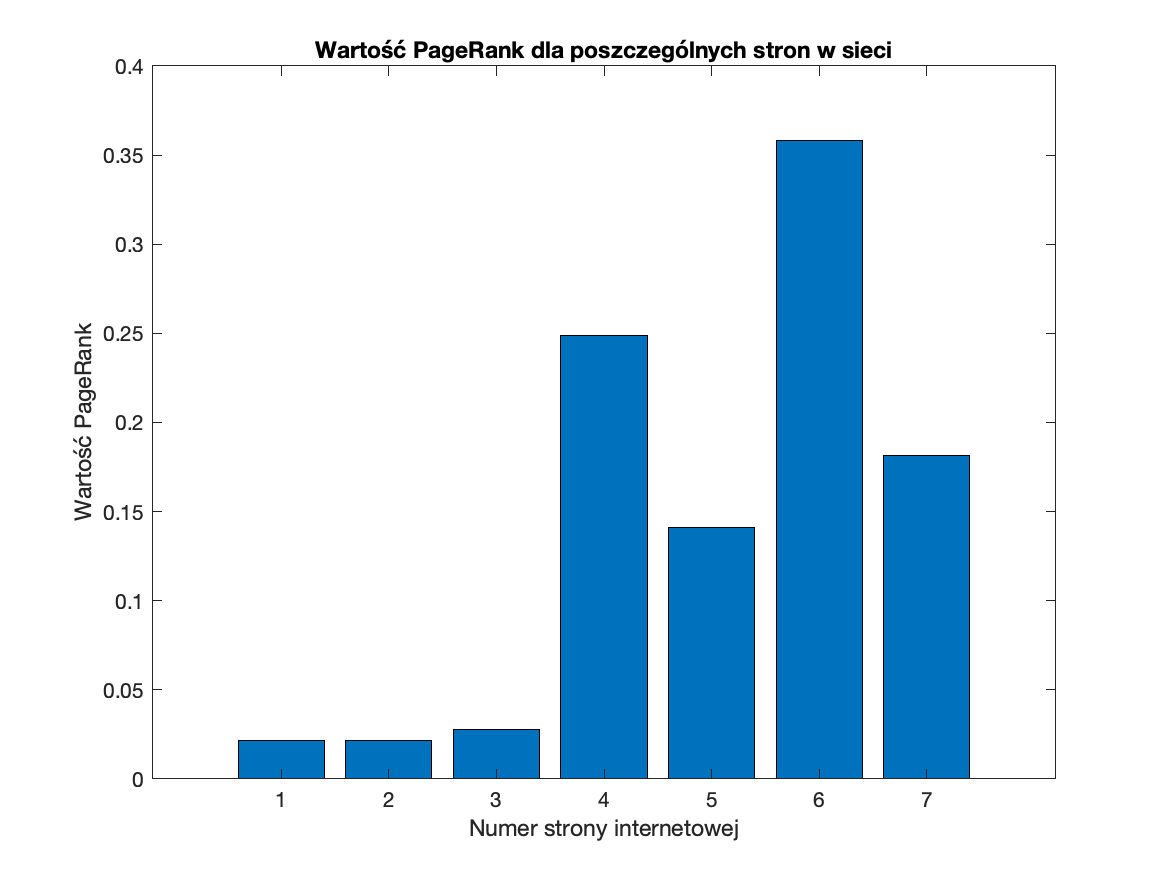 Wartość PageRank dla poszczególnych stron w sieci
0.4
0.35
0.3
0.25
0.2
0.15
0.1
0.05
0
Wartość PageRank
1 2 3 4 5 6 7
Numer strony internetowej